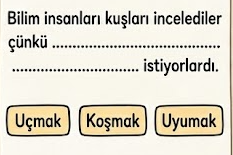 Bilim insanları kuşları incelediler
çünkü ........................................
.............................. istiyorlardı.
Uçmak Koşmak Uyumak